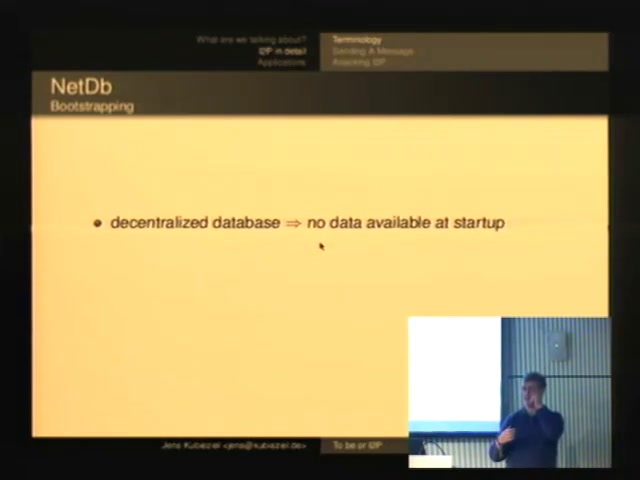 What are we talking about?
I2P in detail
Applications
Terminology
Sending A Message
Attacking I2P
NetDb
Bootstrapping
decentralized database ⇒ no data available at startup
Jens Kubieziel <jens@kubieziel.de>
To be or I2P